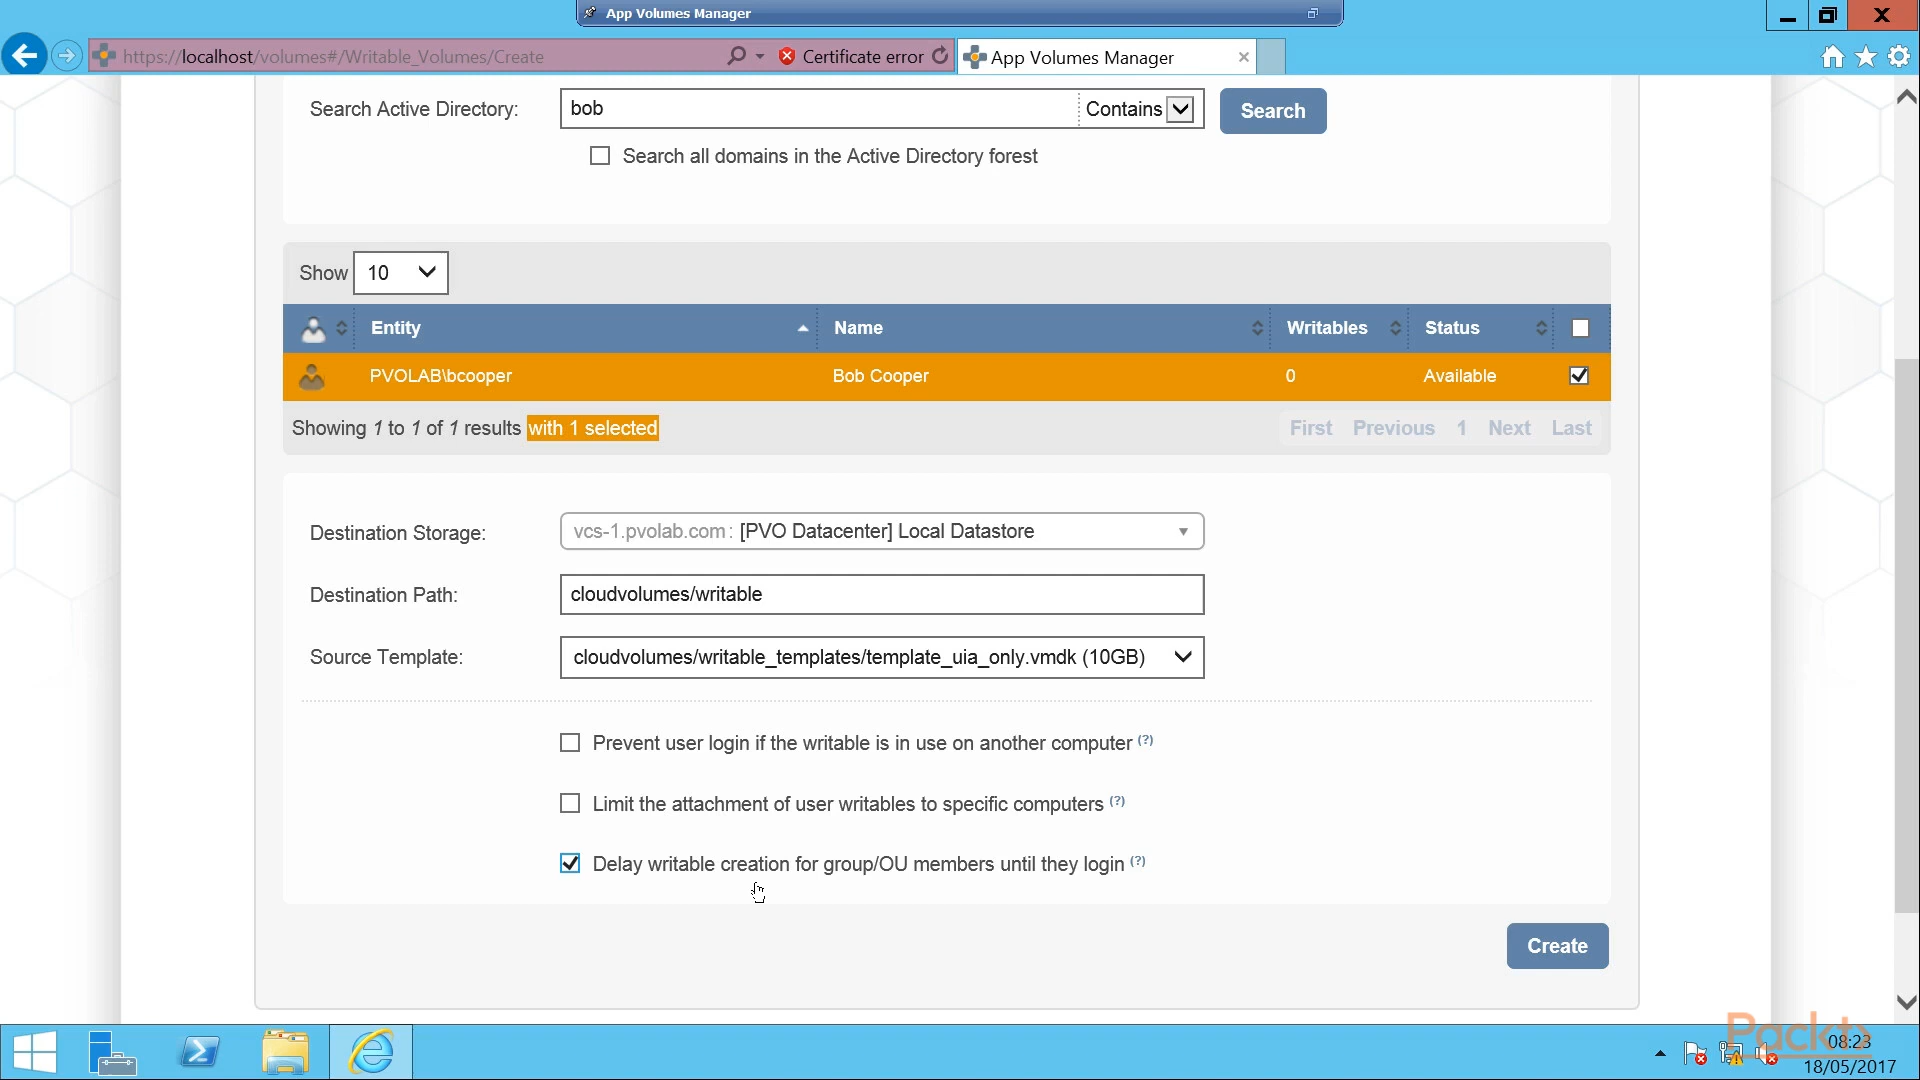 App Volumes Manager
https://localhost/volumes#/Writable_Volumes/Create
Certificate error
App Volumes Manager
Search Active Directory: bob Contains Search
Search all domains in the Active Directory forest
Show 10
Entity Name Writables Status
PVOLAB\bcooper Bob Cooper 0 Available
Showing 1 to 1 of 1 results with 1 selected First Previous 1 Next Last
Destination Storage: vcs-1.pvolab.com: [PVO Datacenter] Local Datastore
Destination Path: cloudvolumes/writable
Source Template: cloudvolumes/writable_templates/template_uia_only.vmdk (10GB)
Prevent user login if the writable is in use on another computer (?)
Limit the attachment of user writables to specific computers (?)
Delay writable creation for group/OU members until they login (?)
Create
Packt>
08:23
18/05/2017